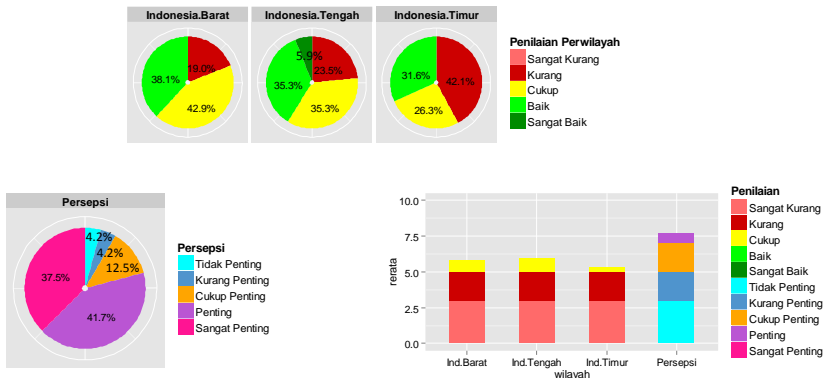 Indonesia.Barat
Indonesia.Tengah
Indonesia.Timur
19.0%
42.9%
38.1%
5.9%
23.5%
35.3%
35.3%
42.1%
26.3%
31.6%
Penilaian Perwilayah
Sangat Kurang
Kurang
Cukup
Baik
Sangat Baik
Persepsi
4.2%
4.2%
12.5%
41.7%
37.5%
Persepsi
Tidak Penting
Kurang Penting
Cukup Penting
Penting
Sangat Penting
rerata
10.0
7.5
5.0
2.5
0.0
Ind.Barat
Ind.Tengah
Ind.Timur
Persepsi
wilayah
Penilaian
Sangat Kurang
Kurang
Cukup
Baik
Sangat Baik
Tidak Penting
Kurang Penting
Cukup Penting
Penting
Sangat Penting